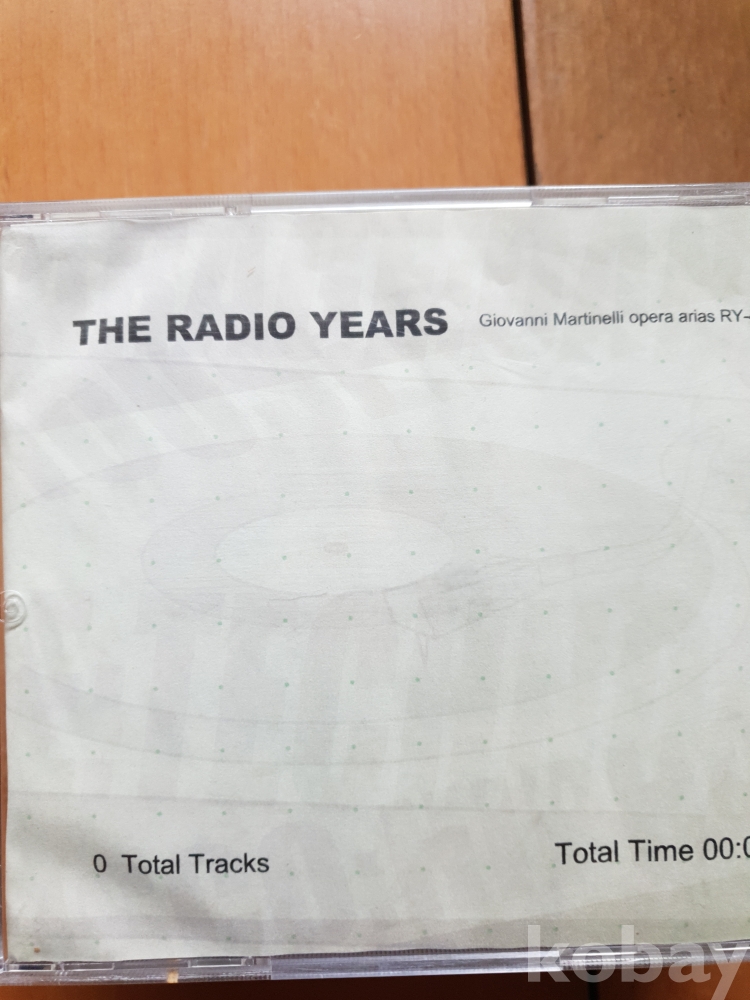 THE RADIO YEARS
Giovanni Martinelli opera arias RY-
0 Total Tracks
Total Time 00:0
kobay